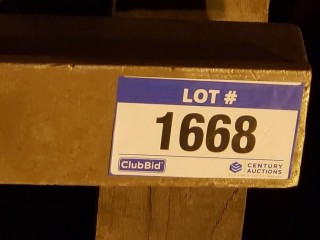 LOT #
1668
ClubBid
CENTURY
AUCTIONS